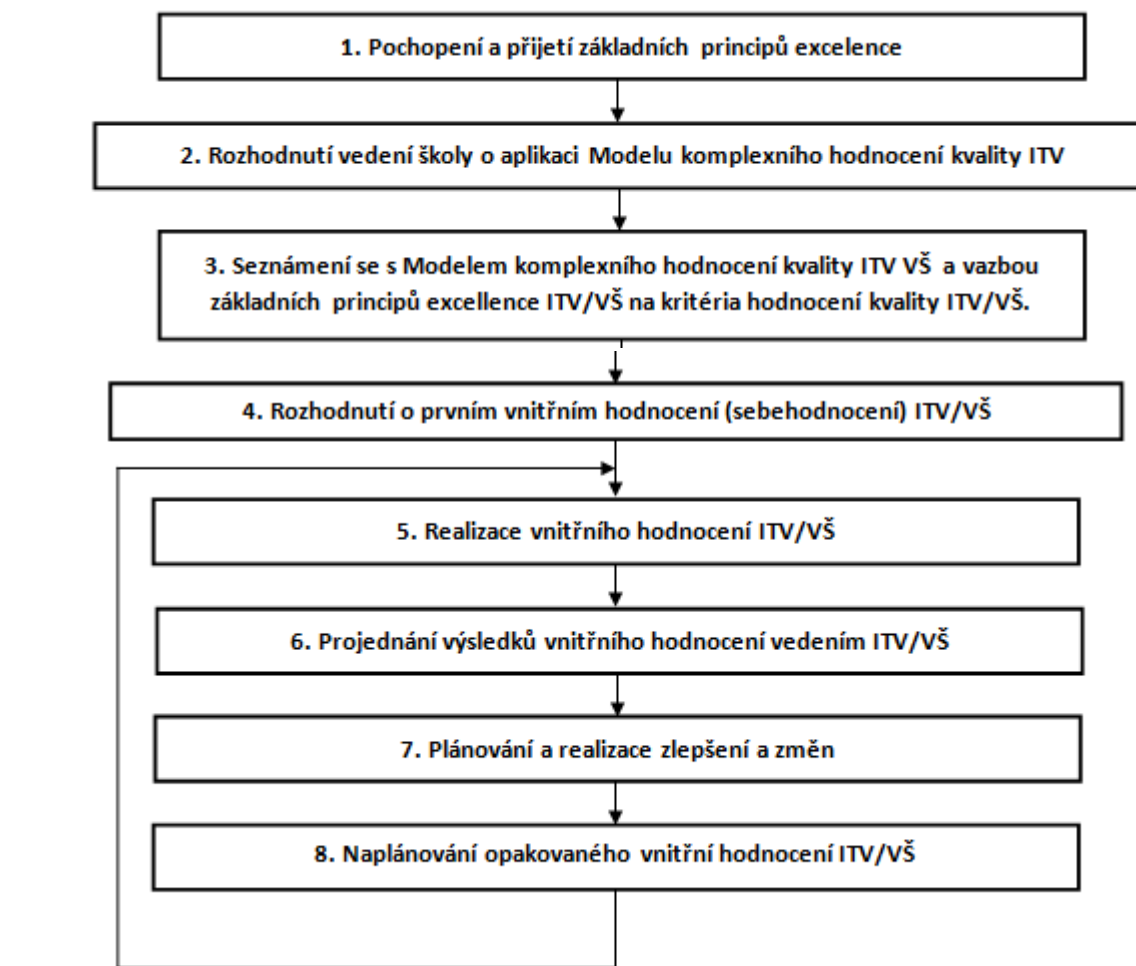 1. Pochopení a přijetí základních principů excelence
2. Rozhodnutí vedení školy o aplikaci Modelu komplexního hodnocení kvality ITV
3. Seznámení se s Modelem komplexního hodnocení kvality ITV VŠ a vazbou
základních principů excellence ITV/VŠ na kritéria hodnocení kvality ITV/VŠ.
4. Rozhodnutí o prvním vnitřním hodnocení (sebehodnocení) ITV/VŠ
5. Realizace vnitřního hodnocení ITV/VŠ
6. Projednání výsledků vnitřního hodnocení vedením ITV/VŠ
7. Plánování a realizace zlepšení a změn
8. Naplánování opakovaného vnitřní hodnocení ITV/VŠ